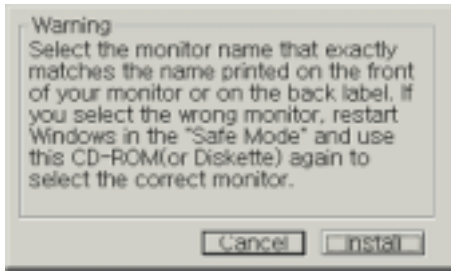 Warning
Select the monitor name that exactly
matches the name printed on the front
of your monitor or on the back label. If
you select the wrong monitor, restart
Windows in the "Safe Mode" and use
this CD-ROM(or Diskette) again to
select the correct monitor.
Cancel Install